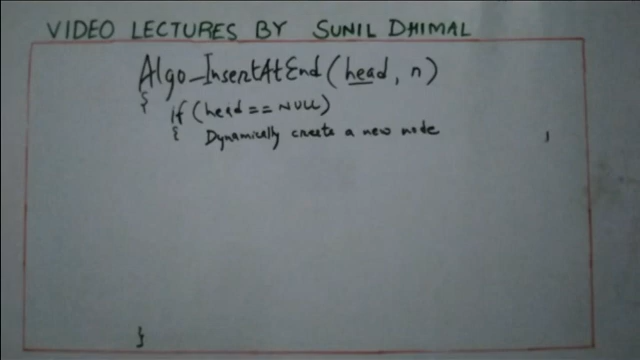 VIDEO LECTURES BY SUNIL DHIMAL
Algo_InsertAtEnd(head, n)
{ if (head == NULL)
{ Dynamically create a new node
}